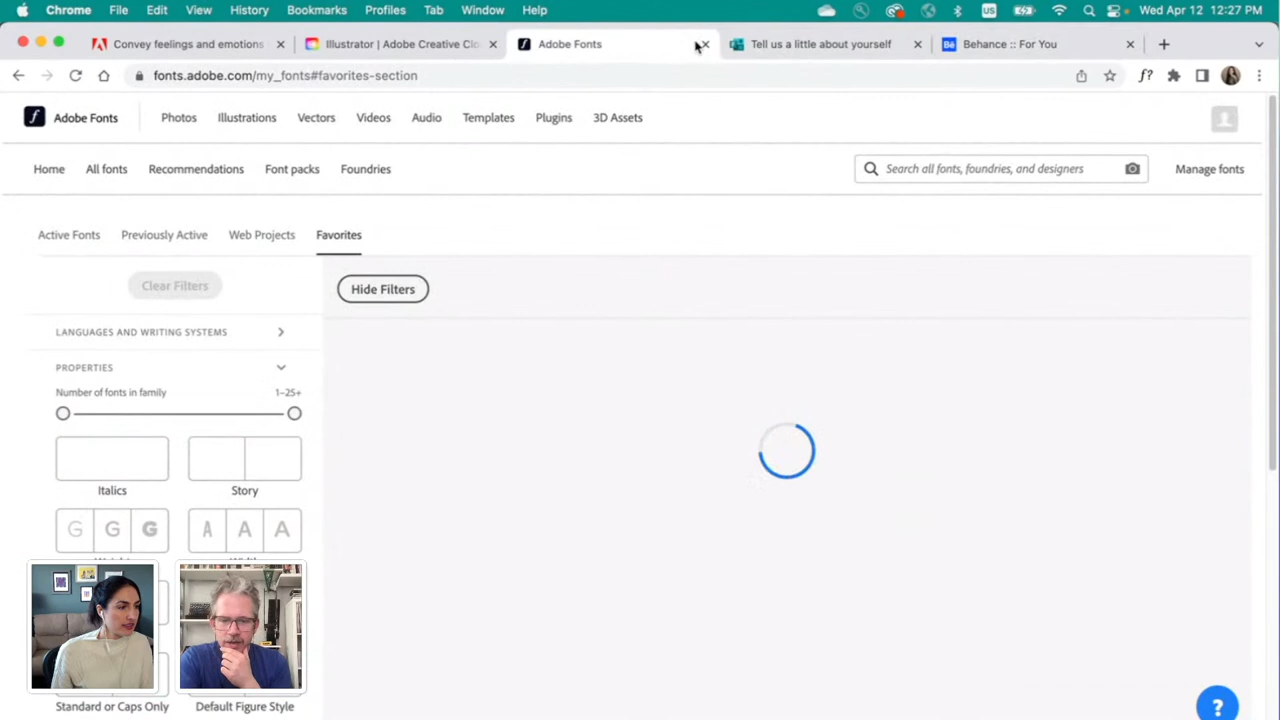 Chrome File Edit View History Bookmarks Profiles Tab Window Help US Wed Apr 12 12:27 PM
Convey feelings and emotions Illustrator | Adobe Creative Clo Adobe Fonts Tell us a little about yourself Bē Behance :: For You
fonts.adobe.com/my_fonts#favorites-section f?
f Adobe Fonts Photos Illustrations Vectors Videos Audio Templates Plugins 3D Assets
Home All fonts Recommendations Font packs Foundries Search all fonts, foundries, and designers Manage fonts
Active Fonts Previously Active Web Projects Favorites
Clear Filters Hide Filters
LANGUAGES AND WRITING SYSTEMS
PROPERTIES
Number of fonts in family 1–25+
Italics Story
G G G A A A
Standard or Caps Only Default Figure Style ?